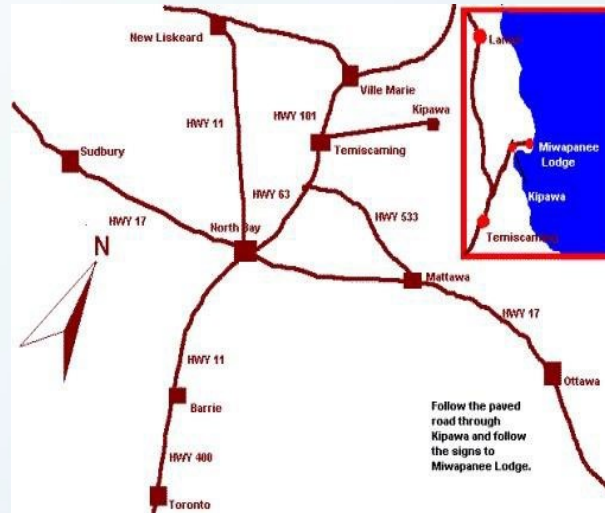 New Liskeard
Ville Marie
HWY 11
HWY 101
Kipawa
Temiscaming
Sudbury
HWY 63
HWY 17
North Bay
HWY 533
N
Mattawa
HWY 17
HWY 11
Ottawa
Barrie
HWY 400
Toronto
Follow the paved
road through
Kipawa and follow
the signs to
Miwapanee Lodge.
Miwapanee
Lodge
Kipawa
Temiscaming